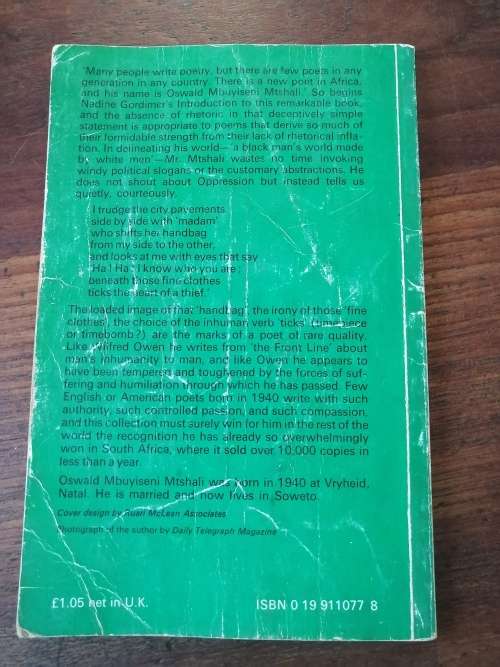 'Many people write poetry, but there are few poets in any
generation in any country. There is a new poet in Africa,
and his name is Oswald Mbuyiseni Mtshali.' So begins
Nadine Gordimer's Introduction to this remarkable book,
and the absence of rhetoric in that deceptively simple
statement is appropriate to poems that derive so much of
their formidable strength from their lack of rhetorical infla-
tion. In delineating his world—'a black man's world made
by white men'—Mr. Mtshali wastes no time invoking
windy political slogans or the customary abstractions. He
does not shout about Oppression but instead tells us
quietly, courteously,
I trudge the city pavements
side by side with 'madam'
who shifts her handbag
from my side to the other,
and looks at me with eyes that say
'Ha! Ha! I know who you are;
beneath those fine clothes
ticks the heart of a thief.'
The loaded image of that 'handbag', the irony of those 'fine
clothes', the choice of the inhuman verb 'ticks' (timepiece
or timebomb?) are the marks of a poet of rare quality.
Like Wilfred Owen he writes from 'the Front Line' about
man's inhumanity to man, and like Owen he appears to
have been tempered and toughened by the forces of suf-
fering and humiliation through which he has passed. Few
English or American poets born in 1940 write with such
authority, such controlled passion, and such compassion,
and this collection must surely win for him in the rest of the
world the recognition he has already so overwhelmingly
won in South Africa, where it sold over 10,000 copies in
less than a year.
Oswald Mbuyiseni Mtshali was born in 1940 at Vryheid,
Natal. He is married and now lives in Soweto.
Cover design by Ruari McLean Associates
Photograph of the author by Daily Telegraph Magazine
£1.05 net in U.K.
ISBN 0 19 911077 8